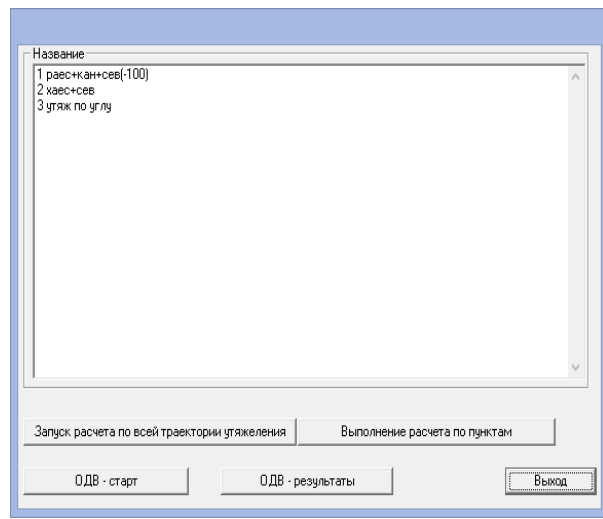 Название
1 раес+кан+сев(-100)
2 хаес+сев
3 утяж по углу
Запуск расчета по всей траектории утяжеления
Выполнение расчета по пунктам
ОДВ - старт
ОДВ - результаты
Выход